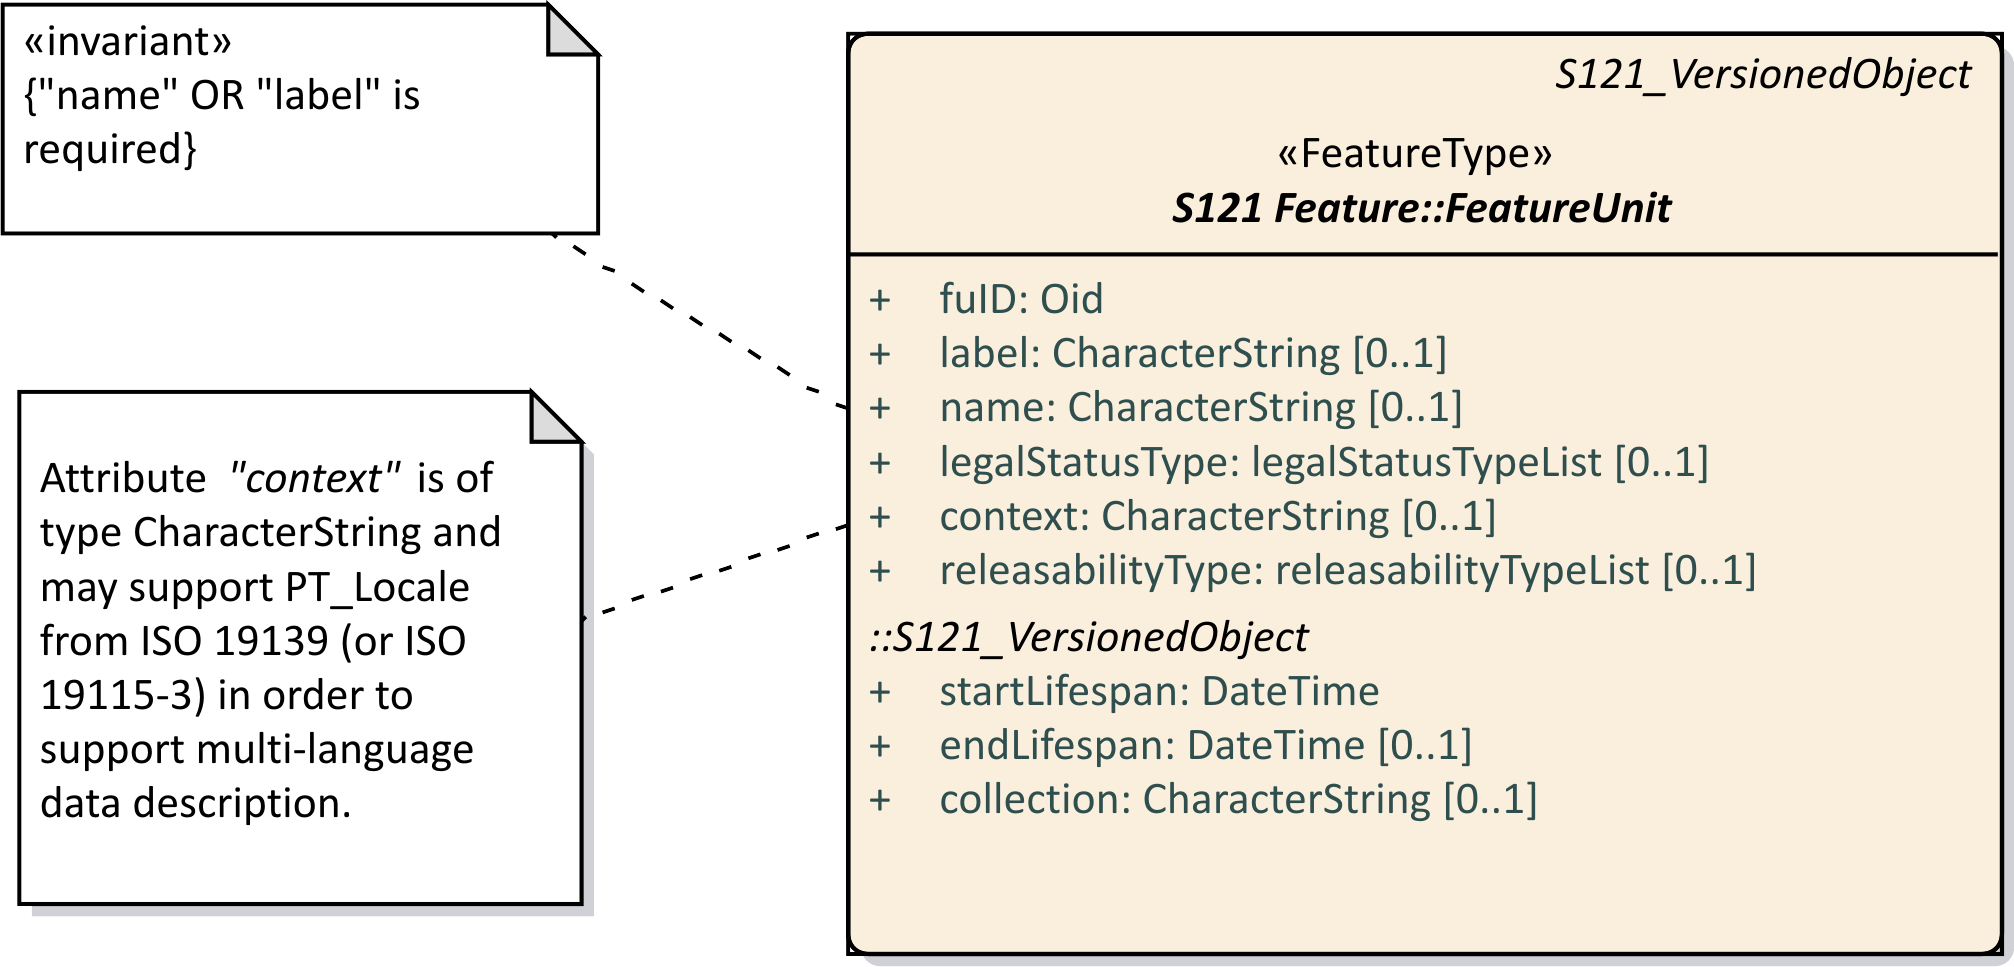 «invariant»
{"name" OR "label" is
required}
Attribute "context" is of
type CharacterString and
may support PT_Locale
from ISO 19139 (or ISO
19115-3) in order to
support multi-language
data description.
S121_VersionedObject
«FeatureType»
S121 Feature::FeatureUnit
+ fuID: Oid
+ label: CharacterString [0..1]
+ name: CharacterString [0..1]
+ legalStatusType: legalStatusTypeList [0..1]
+ context: CharacterString [0..1]
+ releasabilityType: releasabilityTypeList [0..1]
::S121_VersionedObject
+ startLifespan: DateTime
+ endLifespan: DateTime [0..1]
+ collection: CharacterString [0..1]